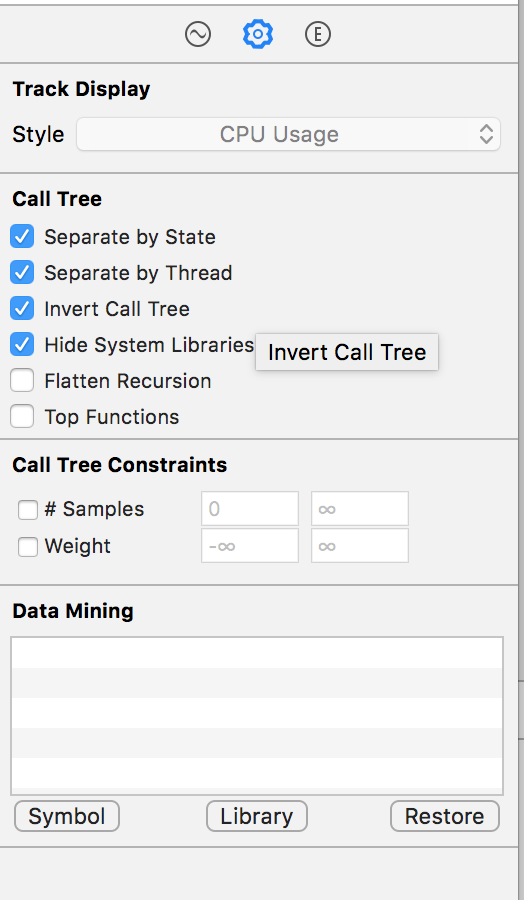 E
Track Display
Style CPU Usage
Call Tree
Separate by State
Separate by Thread
Invert Call Tree
Hide System Libraries
Invert Call Tree
Flatten Recursion
Top Functions
Call Tree Constraints
# Samples 0 ∞
Weight -∞ ∞
Data Mining
Symbol Library Restore